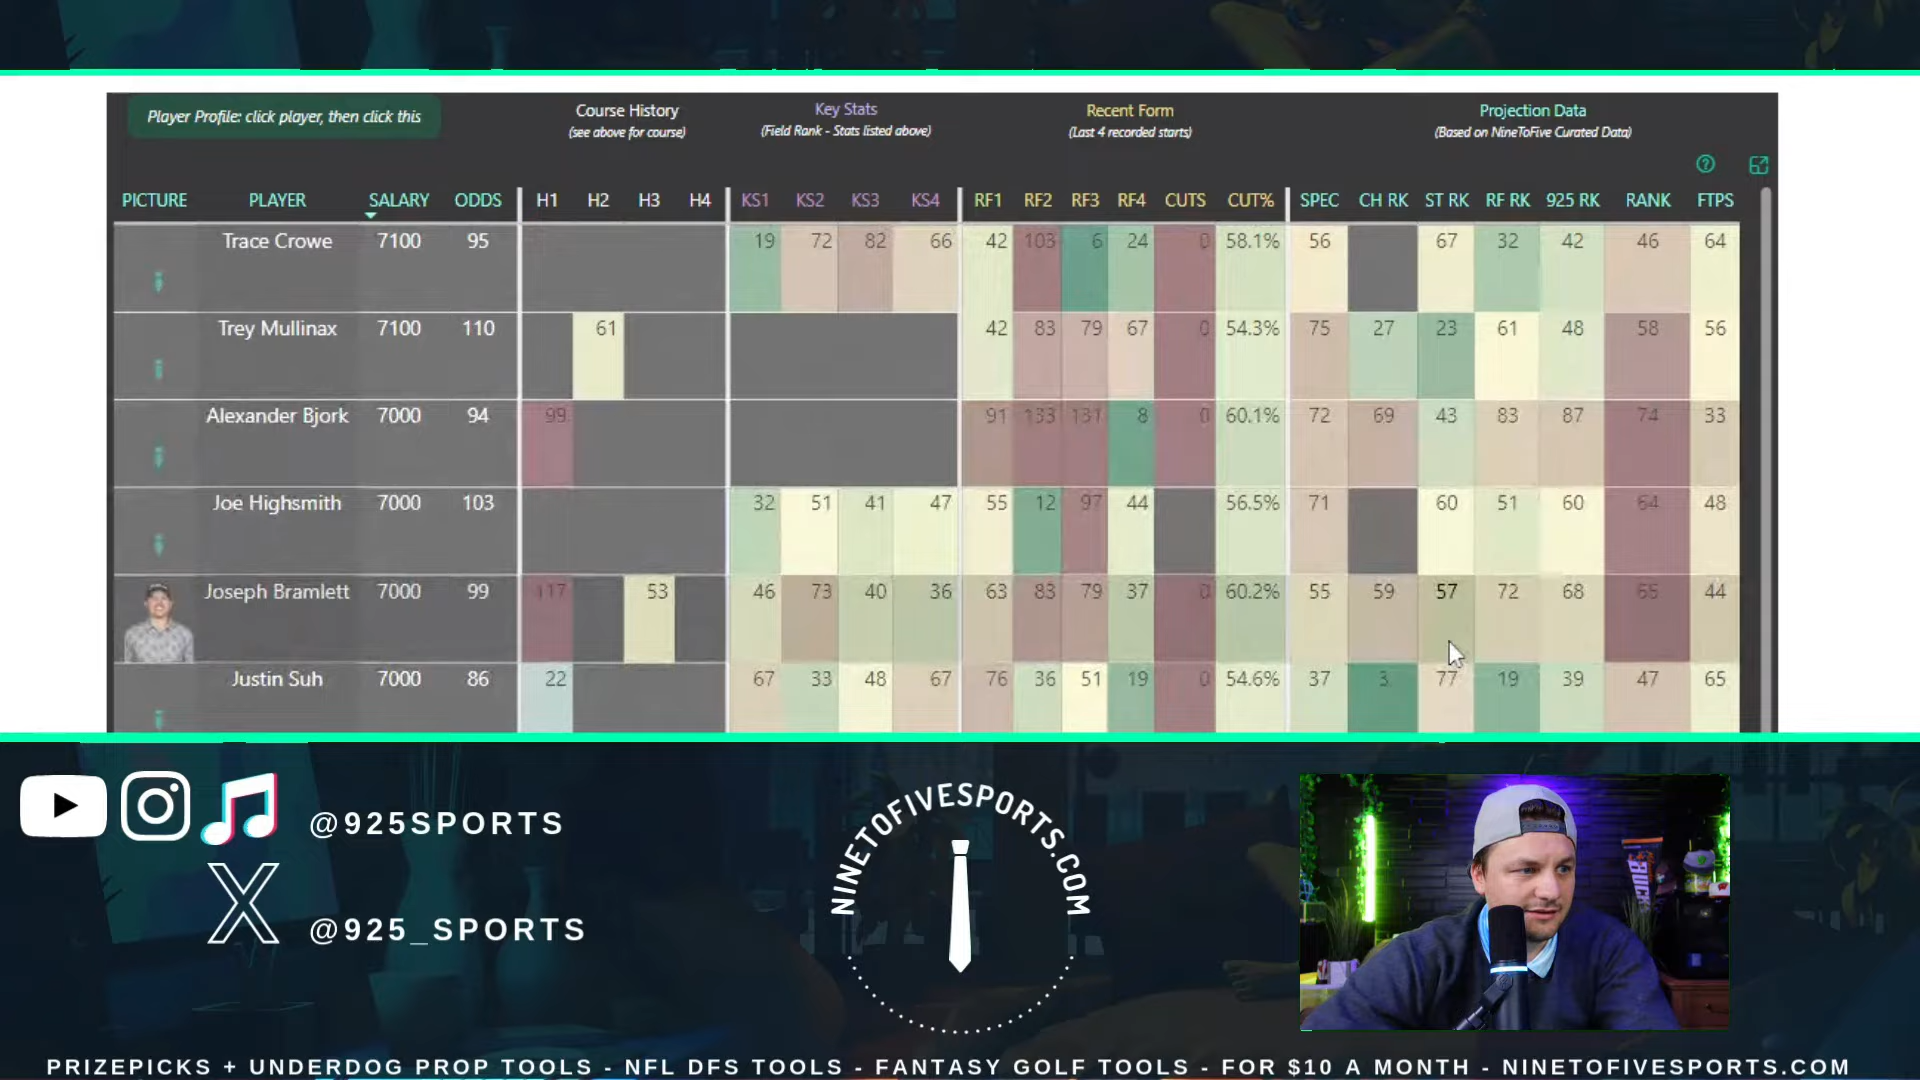 Player Profile: click player, then click this
Course History
(see above for course)
Key Stats
(Field Rank - Stats listed above)
Recent Form
(Last 4 recorded starts)
Projection Data
(Based on NineToFive Curated Data)
PICTURE PLAYER SALARY ODDS H1 H2 H3 H4 KS1 KS2 KS3 KS4 RF1 RF2 RF3 RF4 CUTS CUT% SPEC CH RK ST RK RF RK 925 RK RANK FTPS
Trace Crowe 7100 95 19 72 82 66 42 103 6 24 0 58.1% 56 67 32 42 46 64
Trey Mullinax 7100 110 61 42 83 79 67 0 54.3% 75 27 23 61 48 58 56
Alexander Bjork 7000 94 99 91 133 131 8 0 60.1% 72 69 43 83 87 74 33
Joe Highsmith 7000 103 32 51 41 47 55 12 97 44 56.5% 71 60 51 60 64 48
Joseph Bramlett 7000 99 117 53 46 73 40 36 63 83 79 37 0 60.2% 55 59 57 72 68 65 44
Justin Suh 7000 86 22 67 33 48 67 76 36 51 19 0 54.6% 37 3 77 19 39 47 65
@925SPORTS
@925_SPORTS
NINETOFIVESPORTS.COM
BUCK
PRIZEPICKS + UNDERDOG PROP TOOLS - NFL DFS TOOLS - FANTASY GOLF TOOLS - FOR $10 A MONTH - NINETOFIVESPORTS.COM